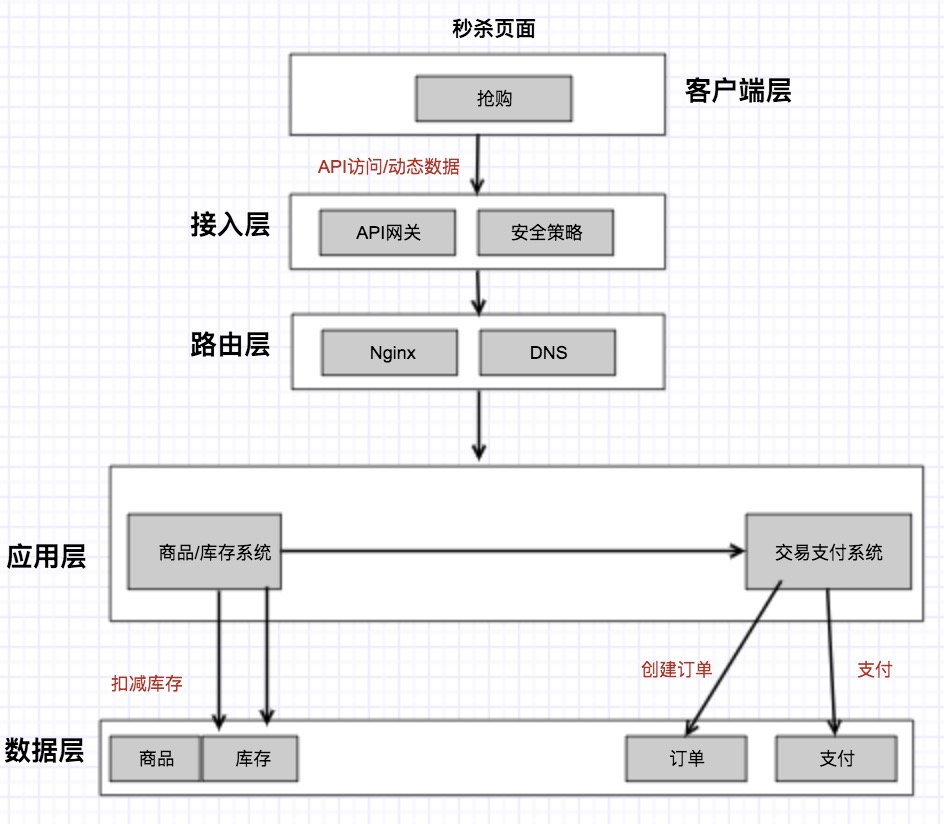 秒杀页面
抢购
客户端层
API访问/动态数据
接入层
API网关
安全策略
路由层
Nginx
DNS
应用层
商品/库存系统
交易支付系统
扣减库存
创建订单
支付
数据层
商品
库存
订单
支付